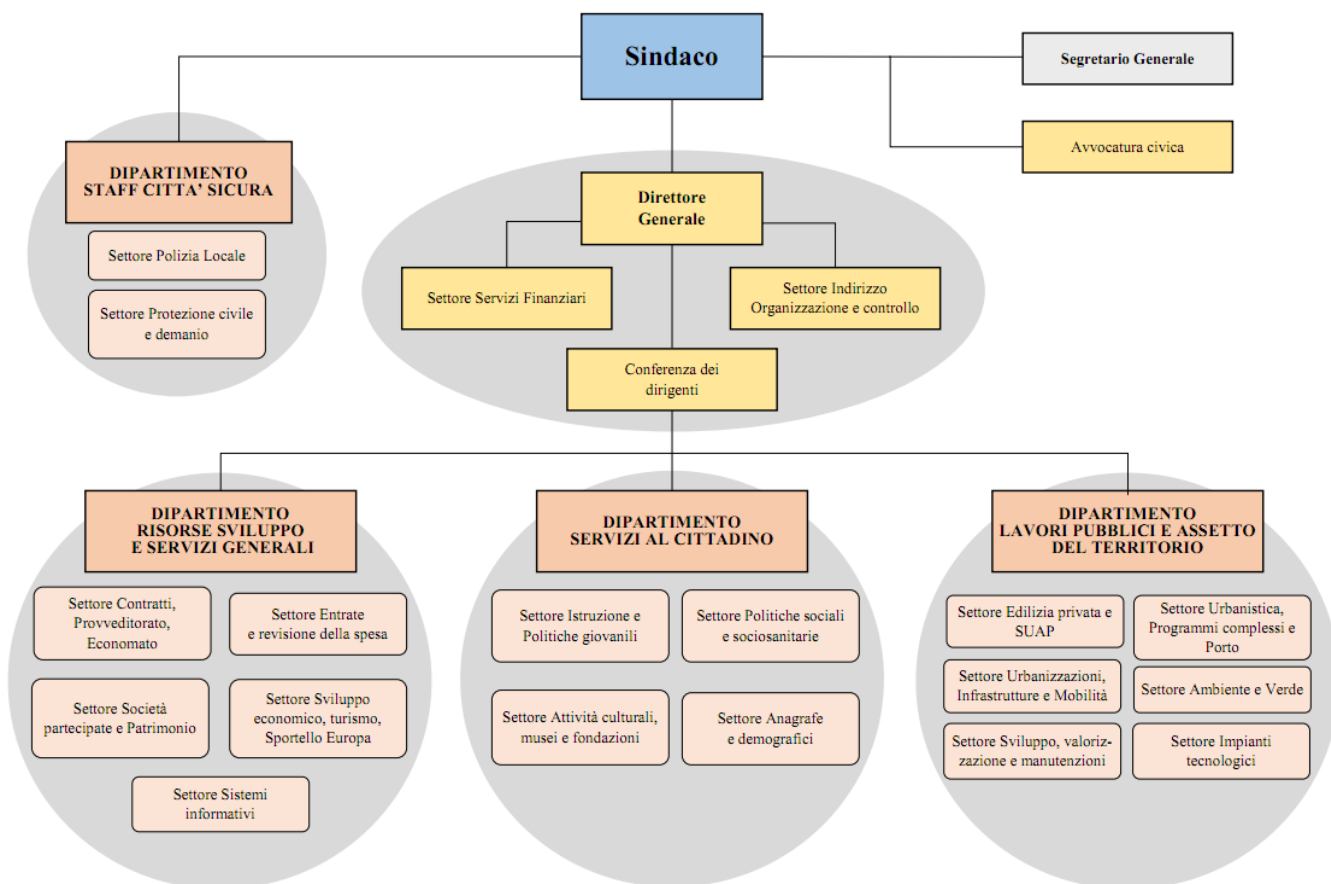 Sindaco
Segretario Generale
Avvocatura civica
DIPARTIMENTO
STAFF CITTA’ SICURA
Settore Polizia Locale
Settore Protezione civile
e demanio
Direttore
Generale
Settore Servizi Finanziari
Settore Indirizzo
Organizzazione e controllo
Conferenza dei
dirigenti
DIPARTIMENTO
RISORSE SVILUPPO
E SERVIZI GENERALI
Settore Contratti,
Provveditorato,
Economato
Settore Entrate
e revisione della spesa
Settore Società
partecipate e Patrimonio
Settore Sviluppo
economico, turismo,
Sportello Europa
Settore Sistemi
informativi
DIPARTIMENTO
SERVIZI AL CITTADINO
Settore Istruzione e
Politiche giovanili
Settore Politiche sociali
e sociosanitarie
Settore Attività culturali,
musei e fondazioni
Settore Anagrafe
e demografici
DIPARTIMENTO
LAVORI PUBBLICI E ASSETTO
DEL TERRITORIO
Settore Edilizia privata e
SUAP
Settore Urbanistica,
Programmi complessi e
Porto
Settore Urbanizzazioni,
Infrastrutture e Mobilità
Settore Ambiente e Verde
Settore Sviluppo, valoriz-
zazione e manutenzioni
Settore Impianti
tecnologici